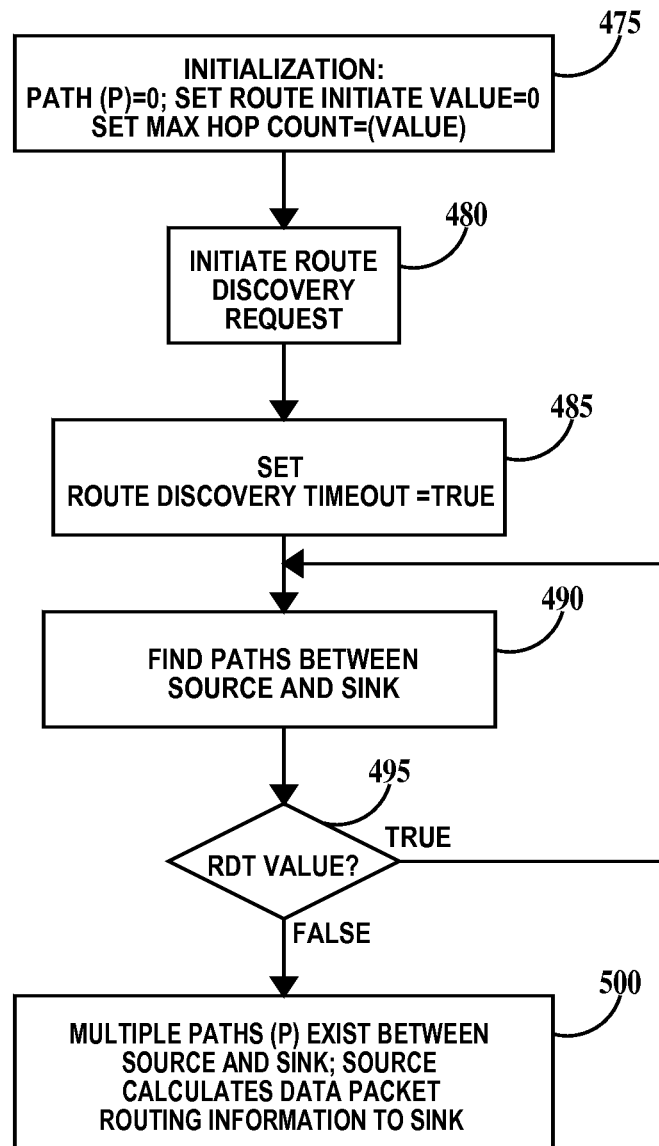 475
INITIALIZATION:
PATH (P)=0; SET ROUTE INITIATE VALUE=0
SET MAX HOP COUNT=(VALUE)
480
INITIATE ROUTE
DISCOVERY
REQUEST
485
SET
ROUTE DISCOVERY TIMEOUT =TRUE
490
FIND PATHS BETWEEN
SOURCE AND SINK
495
RDT VALUE?
TRUE
FALSE
500
MULTIPLE PATHS (P) EXIST BETWEEN
SOURCE AND SINK; SOURCE
CALCULATES DATA PACKET
ROUTING INFORMATION TO SINK